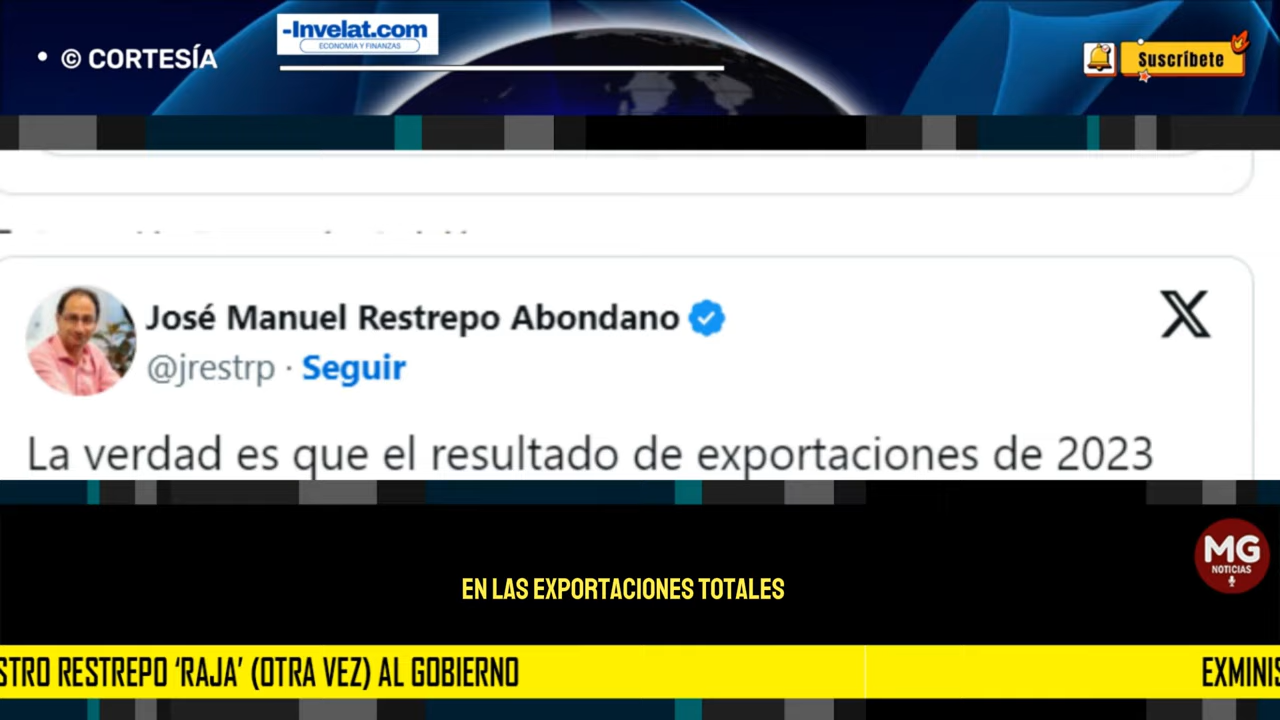 • © CORTESÍA
-Invelat.com
ECONOMÍA Y FINANZAS
Suscríbete
José Manuel Restrepo Abondano
@jrestrp · Seguir
X
La verdad es que el resultado de exportaciones de 2023
MG
NOTICIAS
EN LAS EXPORTACIONES TOTALES
STRO RESTREPO ‘RAJA’ (OTRA VEZ) AL GOBIERNO
EXMINIS